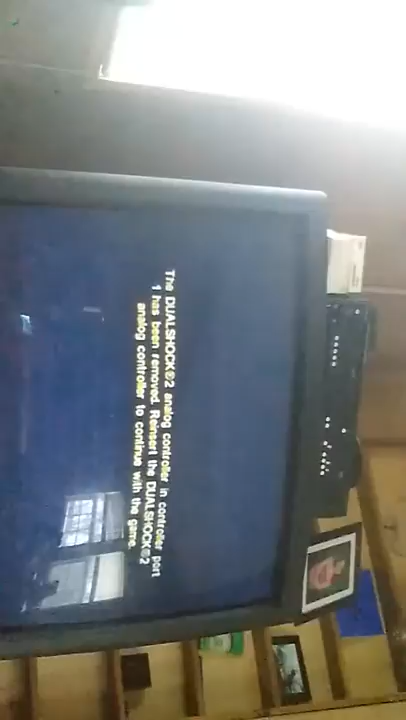 The DUALSHOCK®2 analog controller in controller port
1 has been removed. Reinsert the DUALSHOCK®2
analog controller to continue with the game.